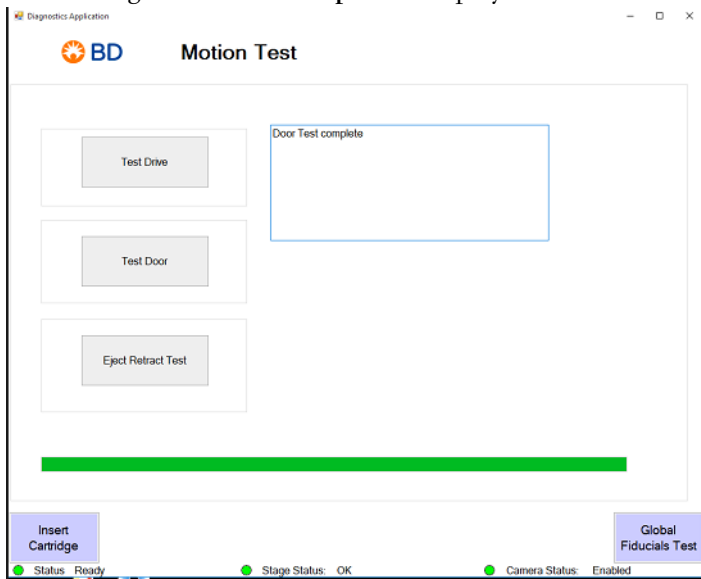 Diagnostics Application
BD Motion Test
Door Test complete
Test Drive
Test Door
Eject Retract Test
Insert
Cartridge
Global
Fiducials Test
Status Ready Stage Status: OK Camera Status: Enabled